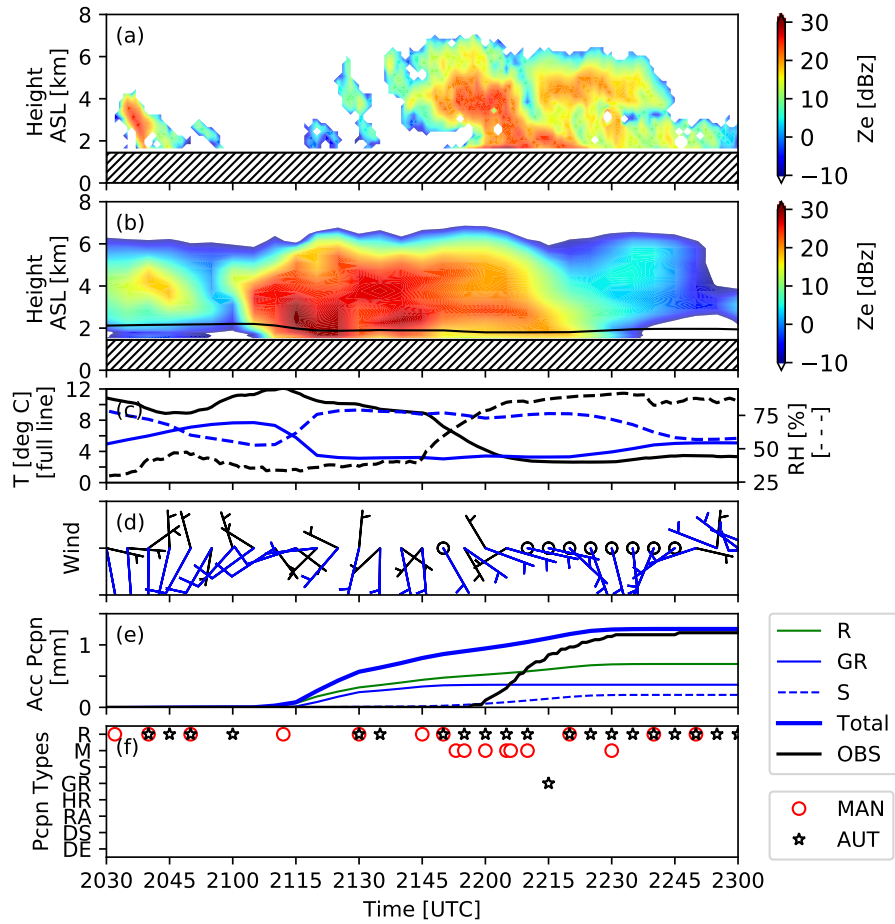 8
(a)
6
4
2
0
Height
ASL [km]
30
20
10
0
−10
Ze [dBz]
8
(b)
6
4
2
0
Height
ASL [km]
30
20
10
0
−10
Ze [dBz]
12
(c)
8
4
0
T [deg C]
[full line]
75
50
25
RH [%]
[- - -]
(d)
Wind
(e)
1
0
Acc Pcpn
[mm]
R
GR
S
Total
OBS
(f)
R
M
S
GR
HR
RA
DS
DE
Pcpn Types
MAN
AUT
2030 2045 2100 2115 2130 2145 2200 2215 2230 2245 2300
Time [UTC]